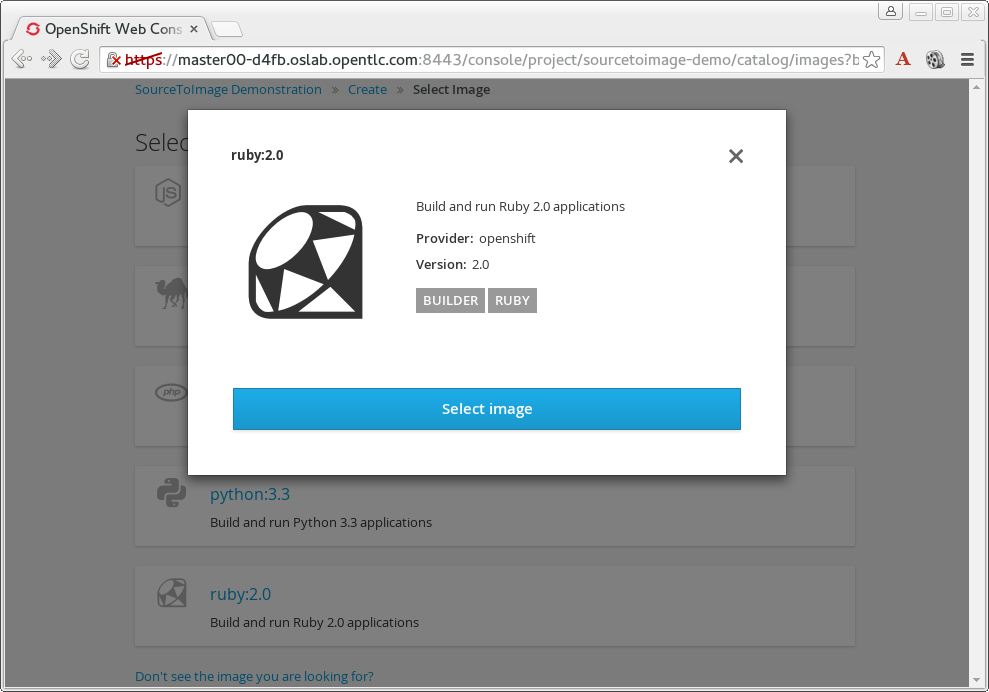 OpenShift Web Cons
https://master00-d4fb.oslab.opentlc.com:8443/console/project/sourcetoimage-demo/catalog/images?b
A
SourceToImage Demonstration » Create » Select Image
Selec
ruby:2.0
JS
Build and run Ruby 2.0 applications
Provider: openshift
Version: 2.0
BUILDER RUBY
php
Select image
python:3.3
Build and run Python 3.3 applications
ruby:2.0
Build and run Ruby 2.0 applications
Don't see the image you are looking for?